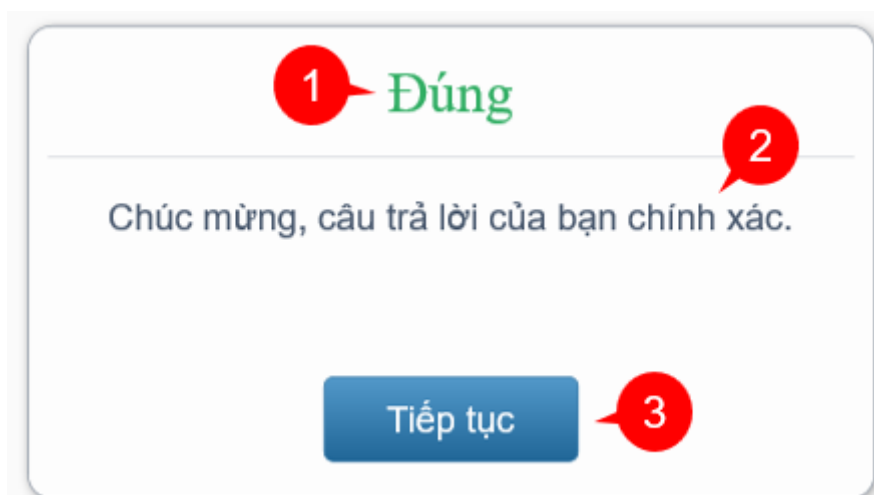 1 Đúng
2
Chúc mừng, câu trả lời của bạn chính xác.
Tiếp tục 3